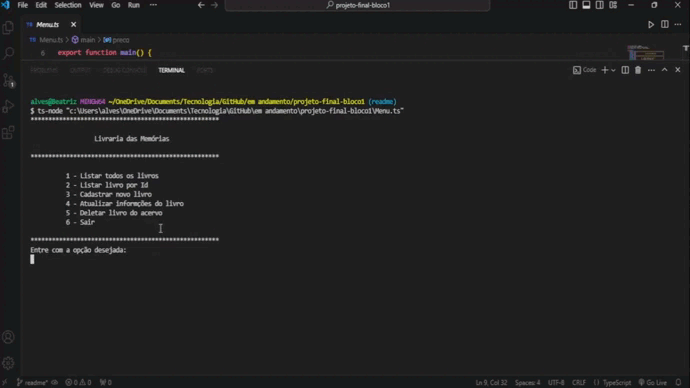 File Edit Selection View Go Run ··· projeto-final-bloco1
TS Menu.ts
TS Menu.ts > main > preco
6 export function main() {
PROBLEMS OUTPUT DEBUG CONSOLE TERMINAL PORTS Code
alves@Beatri: MINGW64 ~/OneDrive/Documents/Tecnologia/GitHub/em andamento/projeto-final-bloco1 (readme)
$ ts-node "c:\Users\alves\OneDrive\Documents\Tecnologia\GitHub\em andamento\projeto-final-bloco1\Menu.ts"
*****************************************************
Livraria das Memórias
*****************************************************
1 - Listar todos os livros
2 - Listar livro por Id
3 - Cadastrar novo livro
4 - Atualizar informções do livro
5 - Deletar livro do acervo
6 - Sair
*****************************************************
Entre com a opção desejada:
readme* 0 0 0 Ln 9, Col 32 Spaces: 4 UTF-8 CRLF {} TypeScript Go Live